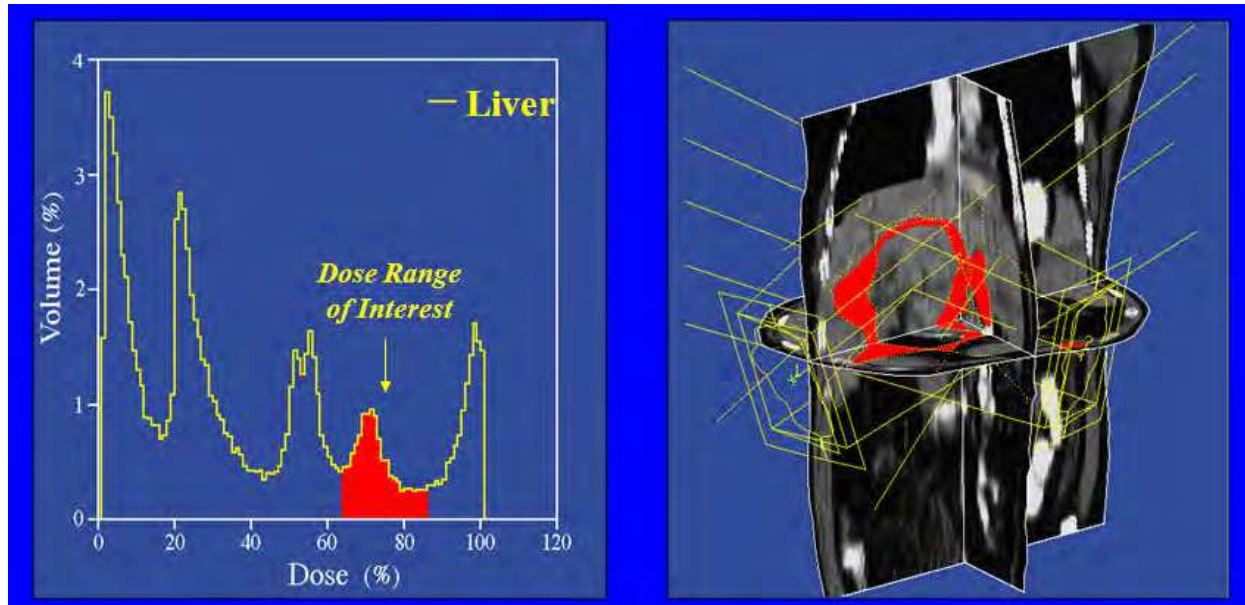 4
3
2
1
0
Volume (%)
Liver
Dose Range
of Interest
0 20 40 60 80 100 120
Dose (%)